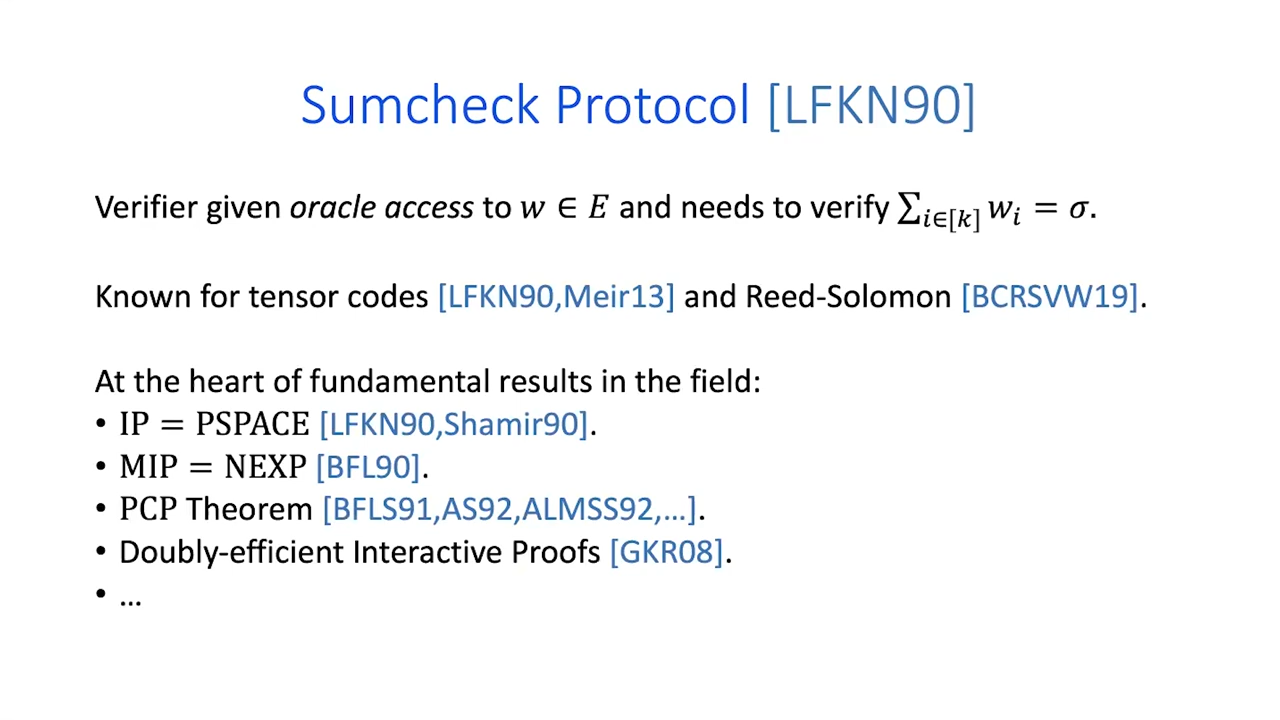 Sumcheck Protocol [LFKN90]
Verifier given oracle access to 𝑤 ∈ 𝐸 and needs to verify ∑_{𝑖∈[𝑘]} 𝑤_𝑖 = 𝜎.
Known for tensor codes [LFKN90,Meir13] and Reed-Solomon [BCRSVW19].
At the heart of fundamental results in the field:
• IP = PSPACE [LFKN90,Shamir90].
• MIP = NEXP [BFL90].
• PCP Theorem [BFLS91,AS92,ALMSS92,…].
• Doubly-efficient Interactive Proofs [GKR08].
• …